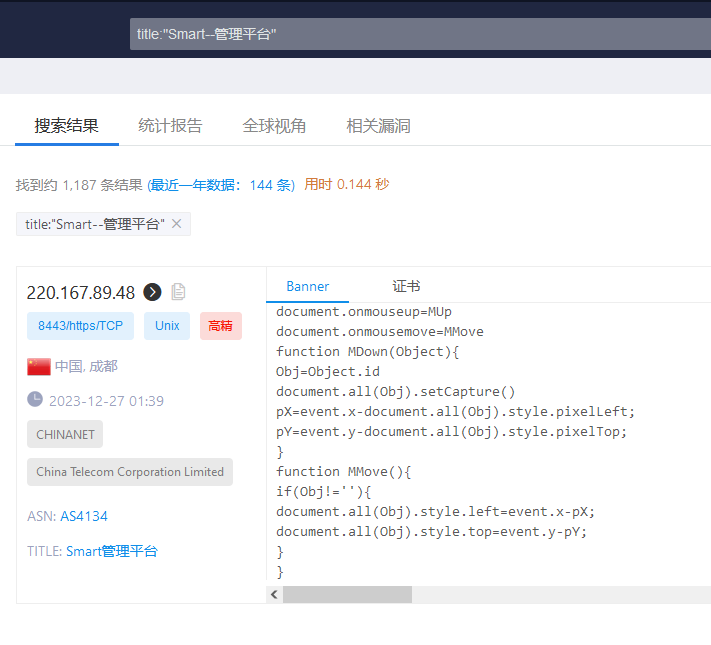 title:"Smart--管理平台"
搜索结果 统计报告 全球视角 相关漏洞
找到约 1,187 条结果 (最近一年数据：144 条) 用时 0.144 秒
title:"Smart--管理平台" ×
220.167.89.48
8443/https/TCP Unix 高精
中国, 成都
2023-12-27 01:39
CHINANET
China Telecom Corporation Limited
ASN: AS4134
TITLE: Smart管理平台
Banner 证书
document.onmouseup=MUp
document.onmousemove=MMove
function MDown(Object){
Obj=Object.id
document.all(Obj).setCapture()
pX=event.x-document.all(Obj).style.pixelLeft;
pY=event.y-document.all(Obj).style.pixelTop;
}
function MMove(){
if(Obj!=''){
document.all(Obj).style.left=event.x-pX;
document.all(Obj).style.top=event.y-pY;
}
}